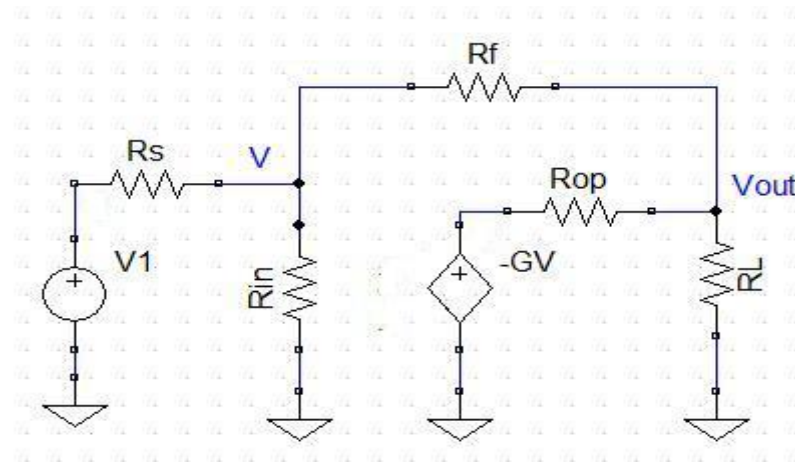 Rf
Rs
V
Rop
Vout
V1
Rin
-GV
RL
+
+